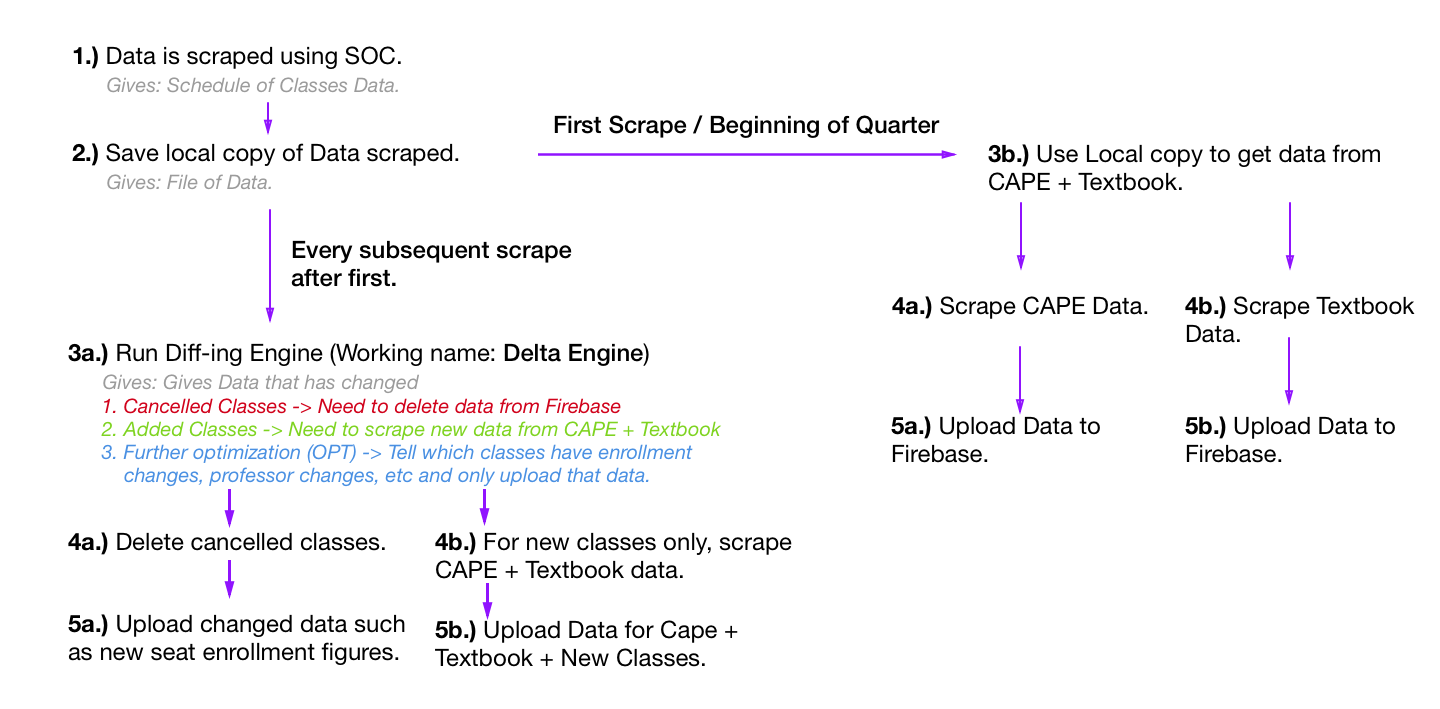 1.) Data is scraped using SOC.
Gives: Schedule of Classes Data.
2.) Save local copy of Data scraped.
Gives: File of Data.
First Scrape / Beginning of Quarter
3b.) Use Local copy to get data from
CAPE + Textbook.
Every subsequent scrape
after first.
4a.) Scrape CAPE Data.
4b.) Scrape Textbook
Data.
5a.) Upload Data to
Firebase.
5b.) Upload Data to
Firebase.
3a.) Run Diff-ing Engine (Working name: Delta Engine)
Gives: Gives Data that has changed
1. Cancelled Classes -> Need to delete data from Firebase
2. Added Classes -> Need to scrape new data from CAPE + Textbook
3. Further optimization (OPT) -> Tell which classes have enrollment
changes, professor changes, etc and only upload that data.
4a.) Delete cancelled classes.
4b.) For new classes only, scrape
CAPE + Textbook data.
5a.) Upload changed data such
as new seat enrollment figures.
5b.) Upload Data for Cape +
Textbook + New Classes.